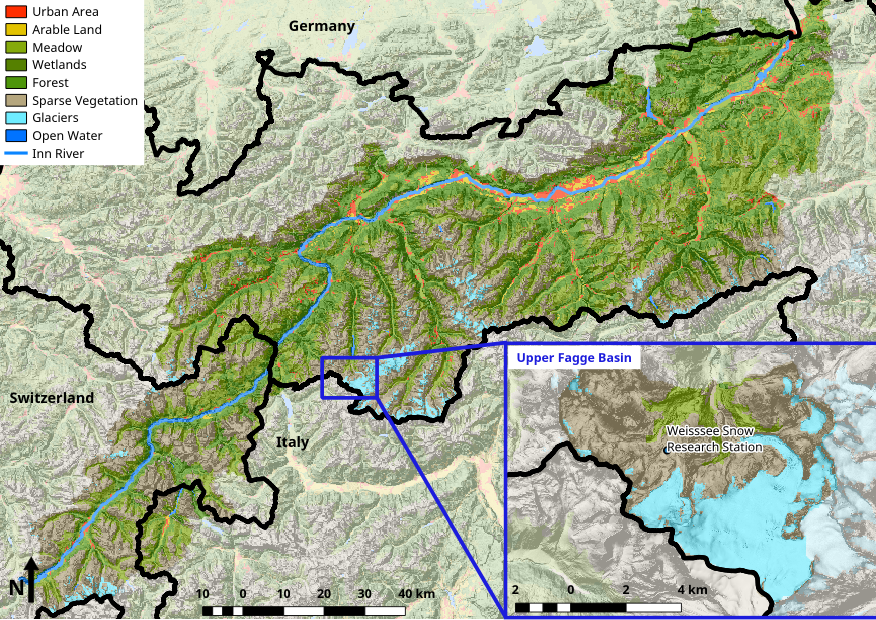 Urban Area
Arable Land
Meadow
Wetlands
Forest
Sparse Vegetation
Glaciers
Open Water
Inn River
Germany
Switzerland
Italy
Upper Fagge Basin
Weisssee Snow
Research Station
N
10 0 10 20 30 40 km
2 0 2 4 km